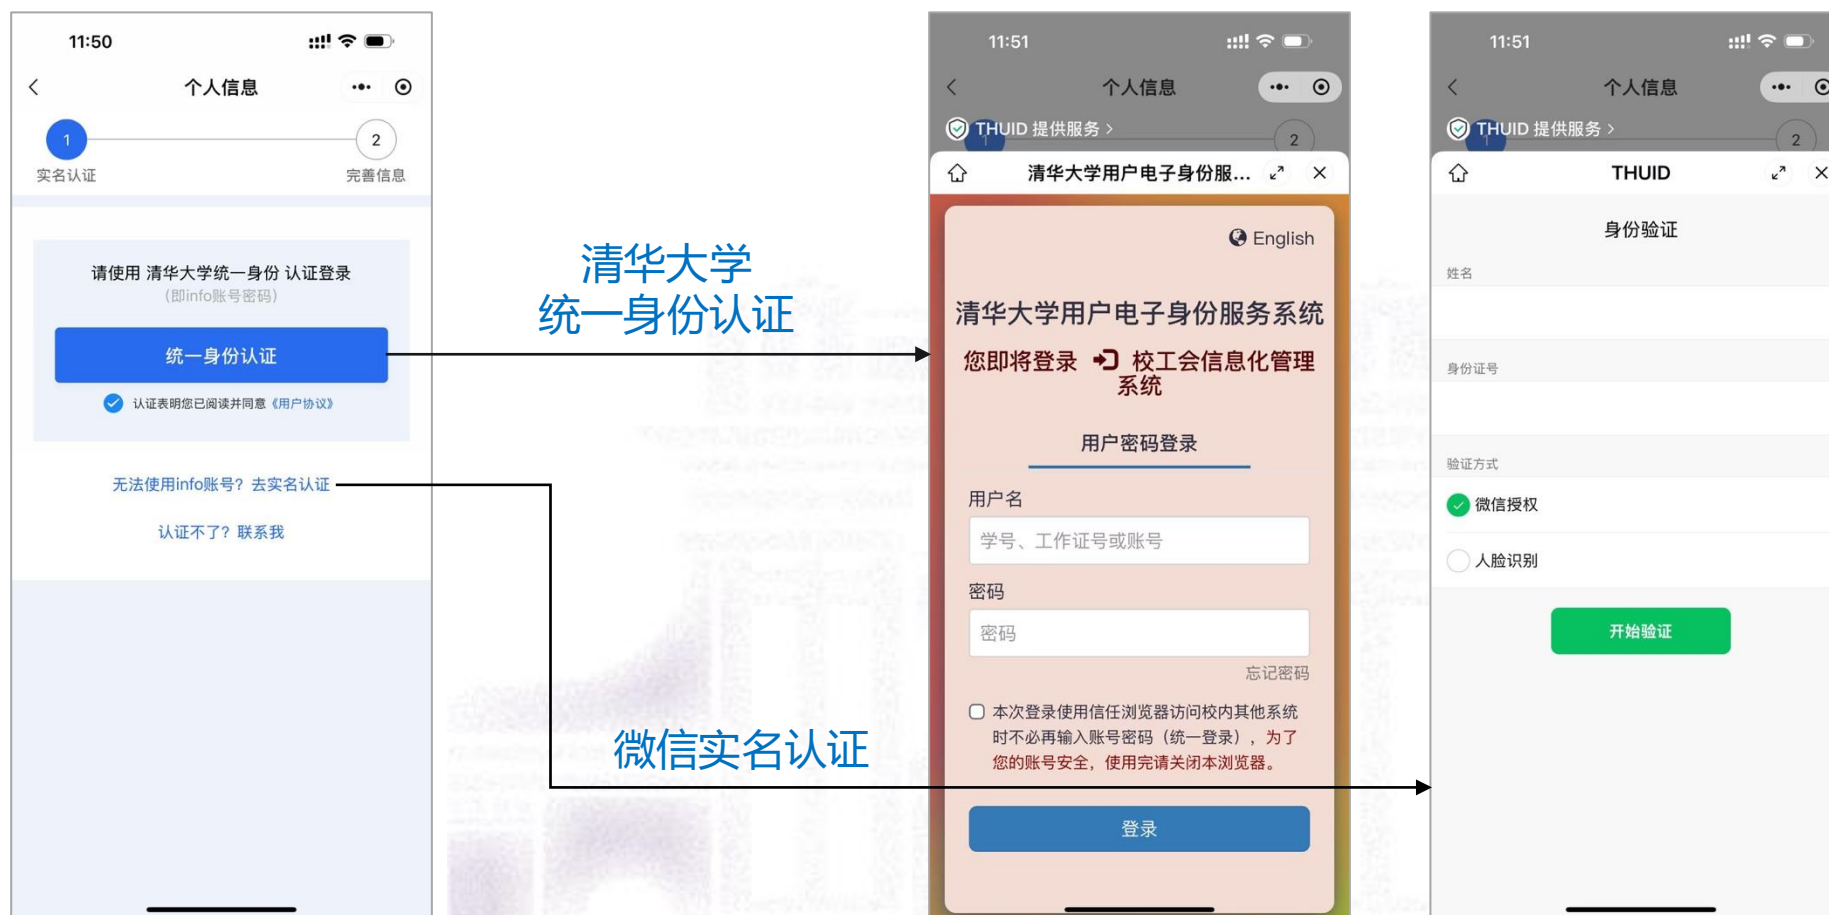 11:50
个人信息
1
2
实名认证
完善信息
请使用 清华大学统一身份 认证登录
(即info账号密码)
统一身份认证
认证表明您已阅读并同意《用户协议》
无法使用info账号？去实名认证
认证不了？联系我
清华大学
统一身份认证
微信实名认证
11:51
个人信息
THUID 提供服务 >
1
2
清华大学用户电子身份服...
English
清华大学用户电子身份服务系统
您即将登录 校工会信息化管理
系统
用户密码登录
用户名
学号、工作证号或账号
密码
密码
忘记密码
本次登录使用信任浏览器访问校内其他系统
时不必再输入账号密码（统一登录），为了
您的账号安全，使用完请关闭本浏览器。
登录
11:51
个人信息
THUID 提供服务 >
1
2
THUID
身份验证
姓名
身份证号
验证方式
微信授权
人脸识别
开始验证